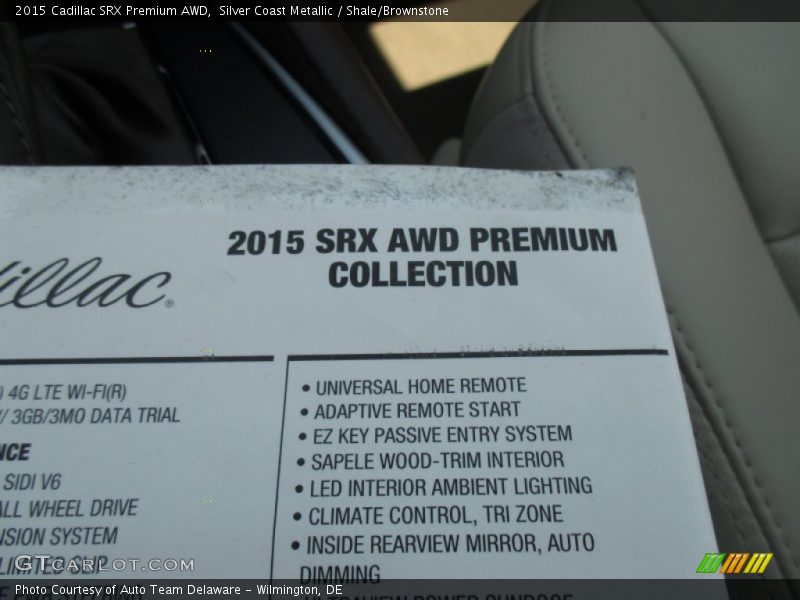 2015 Cadillac SRX Premium AWD, Silver Coast Metallic / Shale/Brownstone
2015 SRX AWD PREMIUM
COLLECTION
illac®
4G LTE WI-FI(R)
3GB/3MO DATA TRIAL
NCE
SIDI V6
ALL WHEEL DRIVE
NSION SYSTEM
LIMITED SLIP
• UNIVERSAL HOME REMOTE
• ADAPTIVE REMOTE START
• EZ KEY PASSIVE ENTRY SYSTEM
• SAPELE WOOD-TRIM INTERIOR
• LED INTERIOR AMBIENT LIGHTING
• CLIMATE CONTROL, TRI ZONE
• INSIDE REARVIEW MIRROR, AUTO
DIMMING
GTCarLot.com
Photo Courtesy of Auto Team Delaware - Wilmington, DE